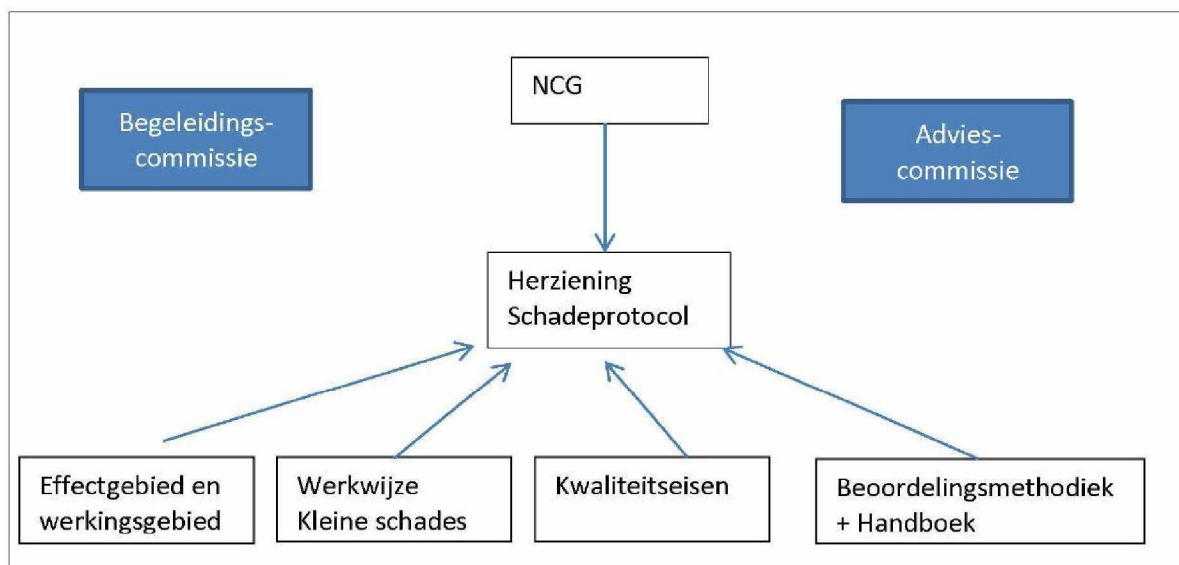 NCG
Begeleidings-
commissie
Advies-
commissie
Herziening
Schadeprotocol
Effectgebied en
werkingsgebied
Werkwijze
Kleine schades
Kwaliteitseisen
Beoordelingsmethodiek
+ Handboek